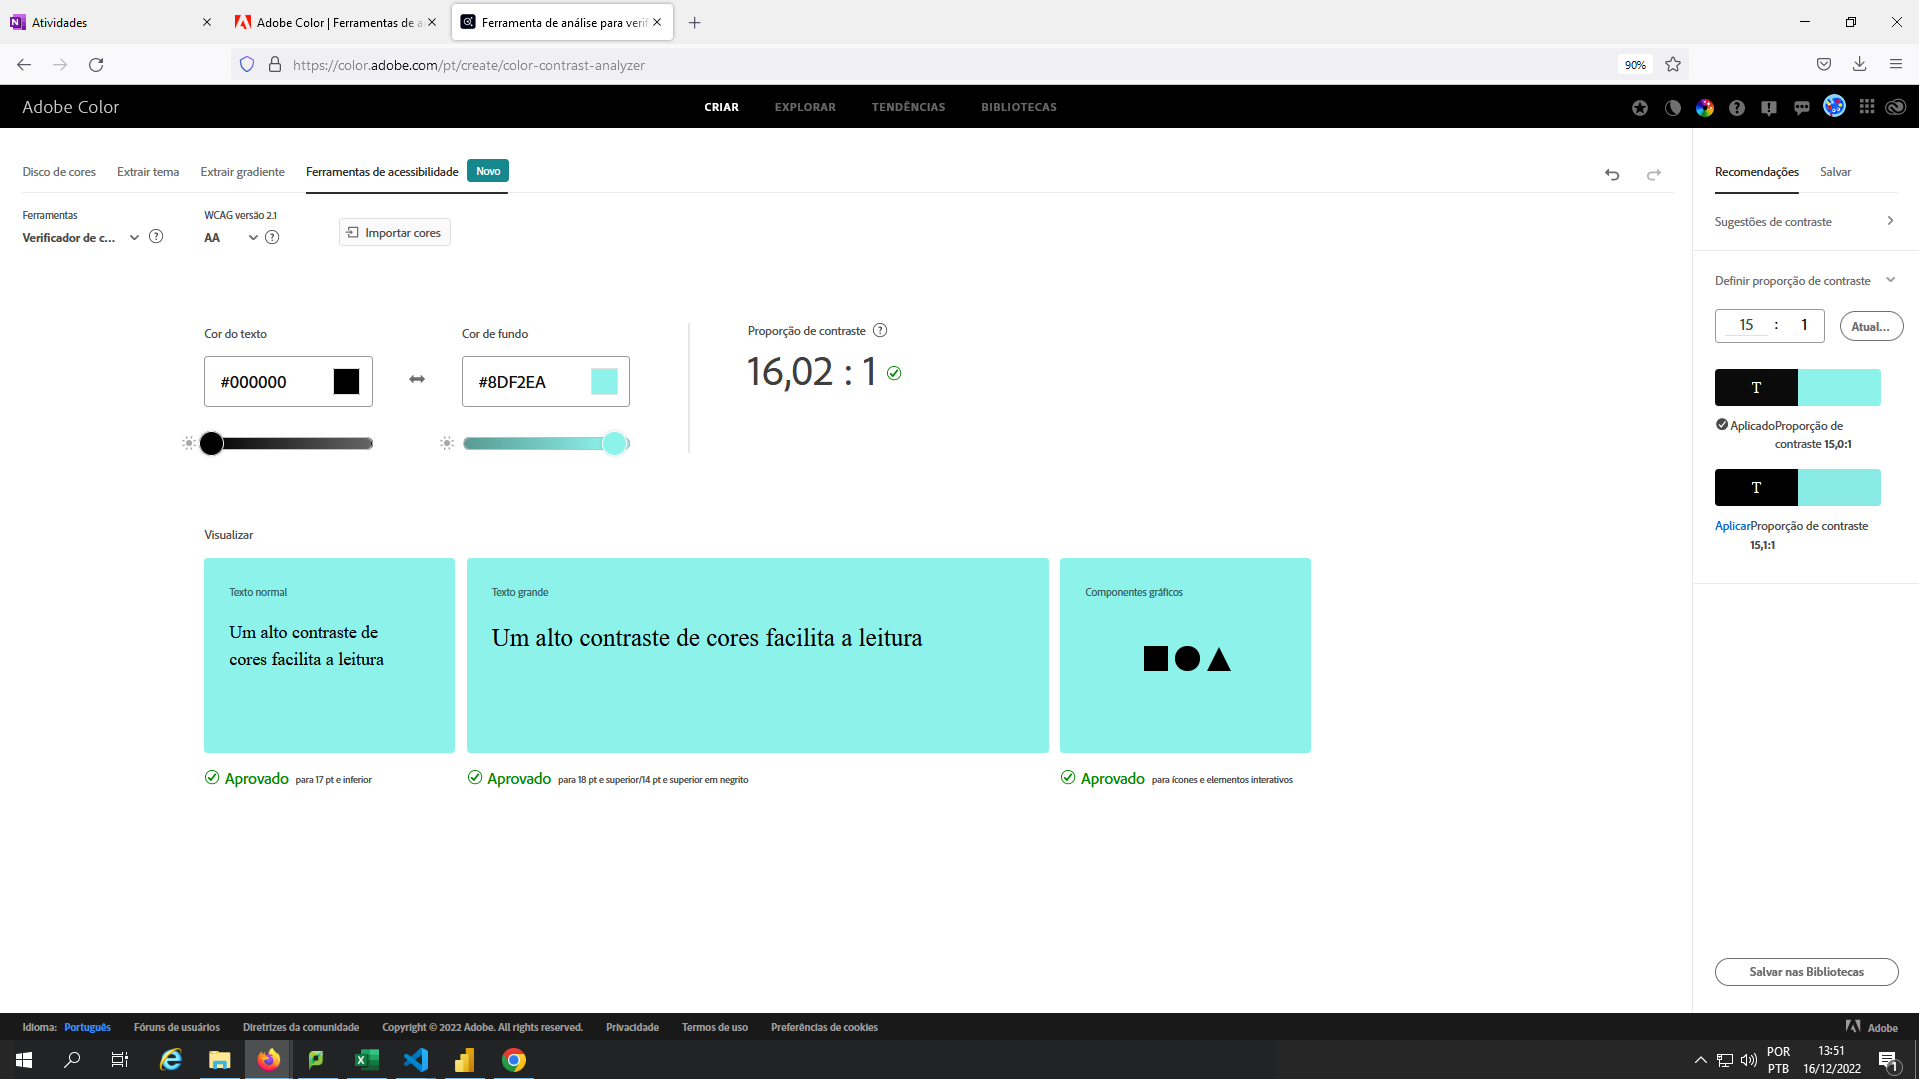 Atividades
Adobe Color | Ferramentas de a
Ferramenta de análise para verif
https://color.adobe.com/pt/create/color-contrast-analyzer
90%
Adobe Color
CRIAR
EXPLORAR
TENDÊNCIAS
BIBLIOTECAS
Disco de cores
Extrair tema
Extrair gradiente
Ferramentas de acessibilidade
Novo
Recomendações
Salvar
Ferramentas
WCAG versão 2.1
Verificador de c...
AA
Importar cores
Sugestões de contraste
Definir proporção de contraste
15 : 1
Atual...
Cor do texto
Cor de fundo
Proporção de contraste
#000000
#8DF2EA
16,02 : 1
T
AplicadoProporção de
contraste 15,0:1
T
AplicarProporção de contraste
15,1:1
Visualizar
Texto normal
Um alto contraste de
cores facilita a leitura
Texto grande
Um alto contraste de cores facilita a leitura
Componentes gráficos
Aprovado para 17 pt e inferior
Aprovado para 18 pt e superior/14 pt e superior em negrito
Aprovado para ícones e elementos interativos
Salvar nas Bibliotecas
Idioma: Português
Fóruns de usuários
Diretrizes da comunidade
Copyright © 2022 Adobe. All rights reserved.
Privacidade
Termos de uso
Preferências de cookies
Adobe
POR
PTB
13:51
16/12/2022
1